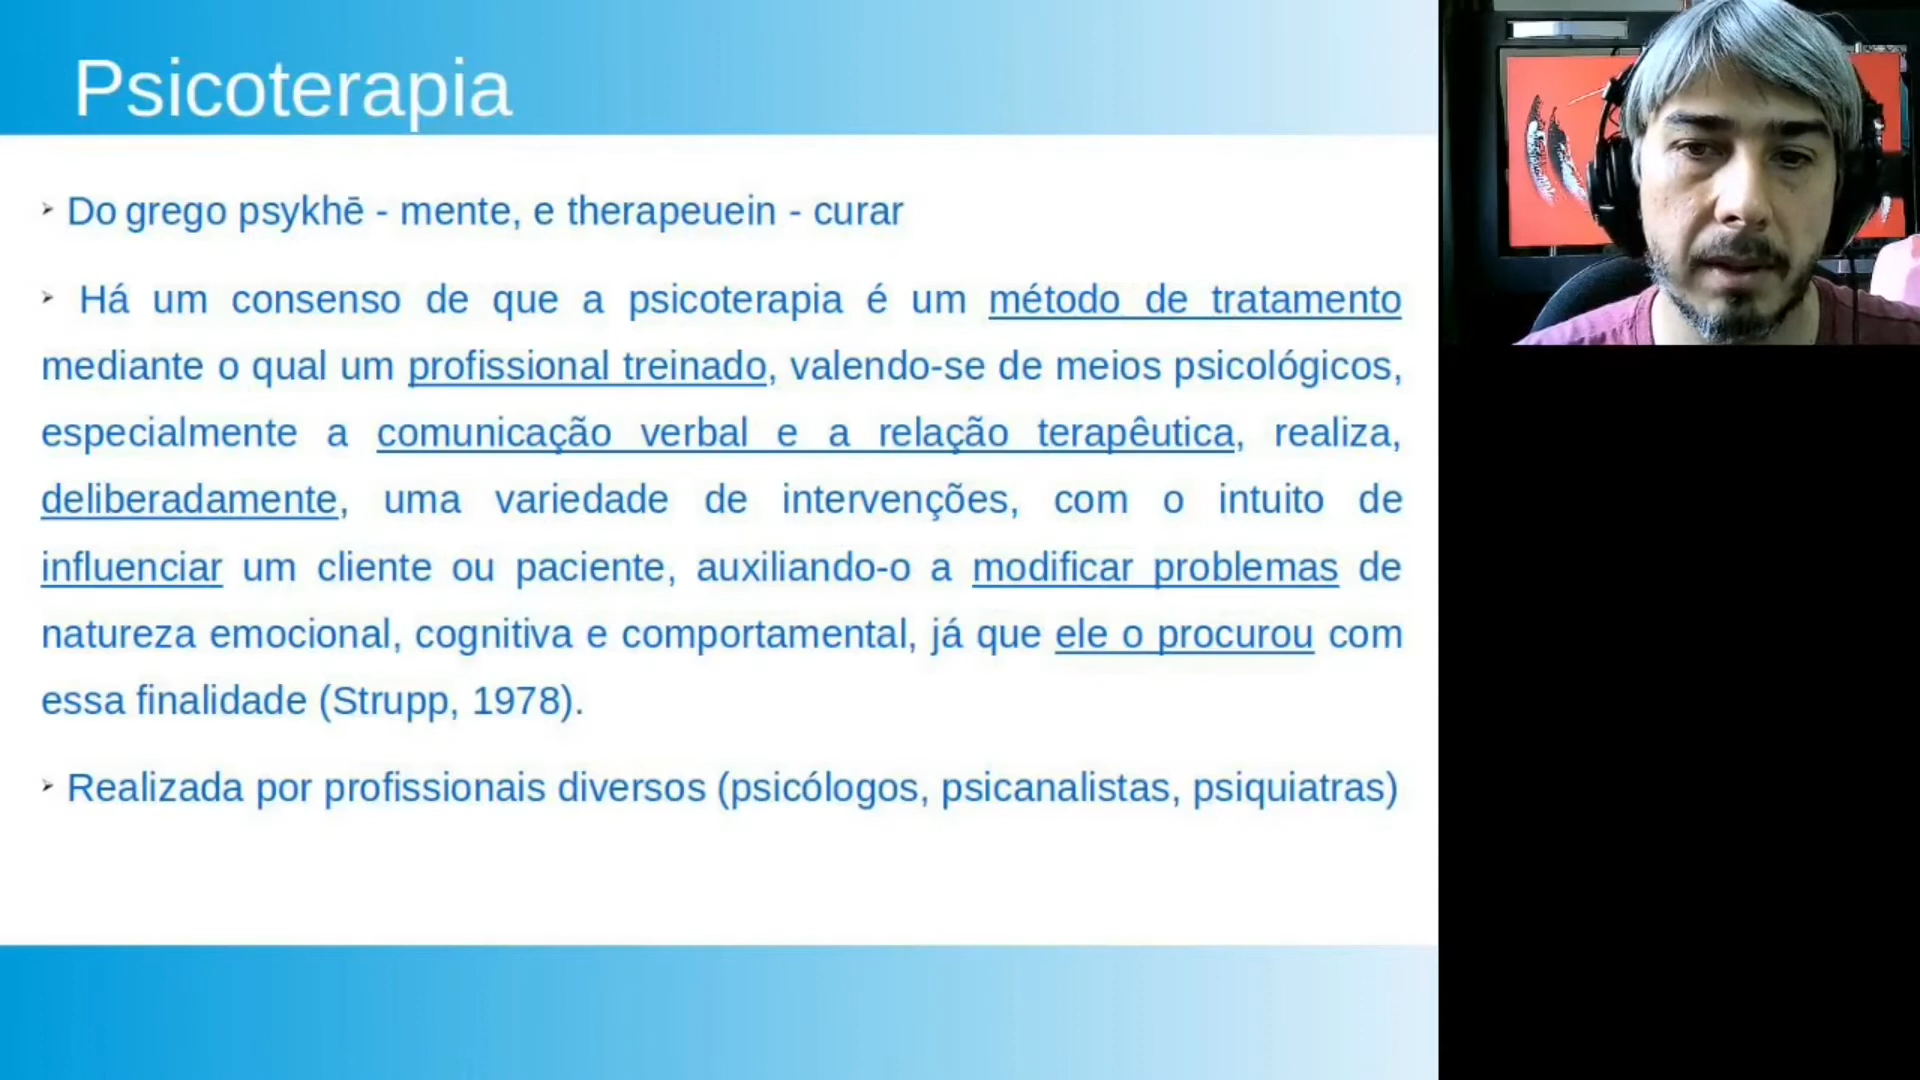 Psicoterapia
Do grego psykhē - mente, e therapeuein - curar
Há um consenso de que a psicoterapia é um método de tratamento
mediante o qual um profissional treinado, valendo-se de meios psicológicos,
especialmente a comunicação verbal e a relação terapêutica, realiza,
deliberadamente, uma variedade de intervenções, com o intuito de
influenciar um cliente ou paciente, auxiliando-o a modificar problemas de
natureza emocional, cognitiva e comportamental, já que ele o procurou com
essa finalidade (Strupp, 1978).
Realizada por profissionais diversos (psicólogos, psicanalistas, psiquiatras)